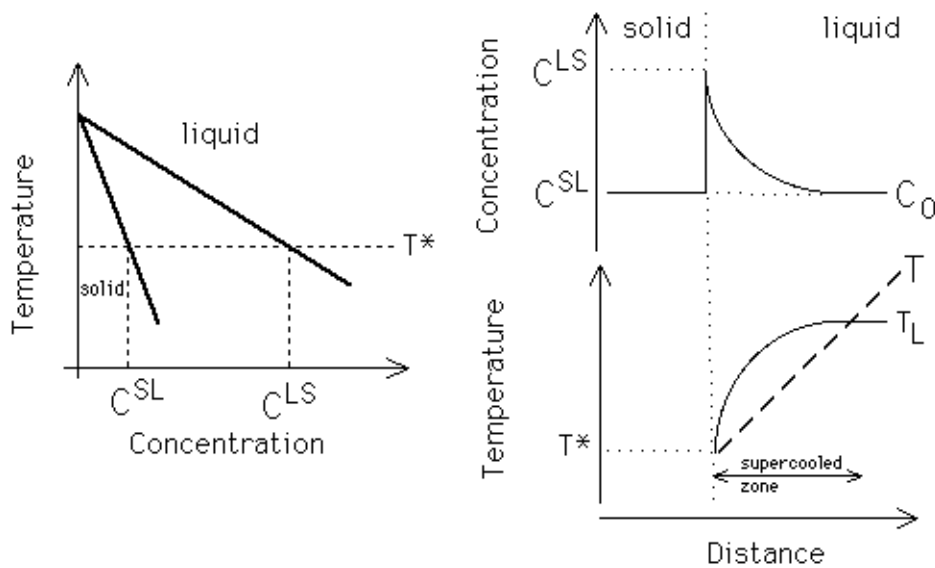 Temperature
liquid
solid
T*
C^SL
C^LS
Concentration
solid
liquid
Concentration
C^LS
C^SL
C_0
Temperature
T
T_L
T*
supercooled
zone
Distance